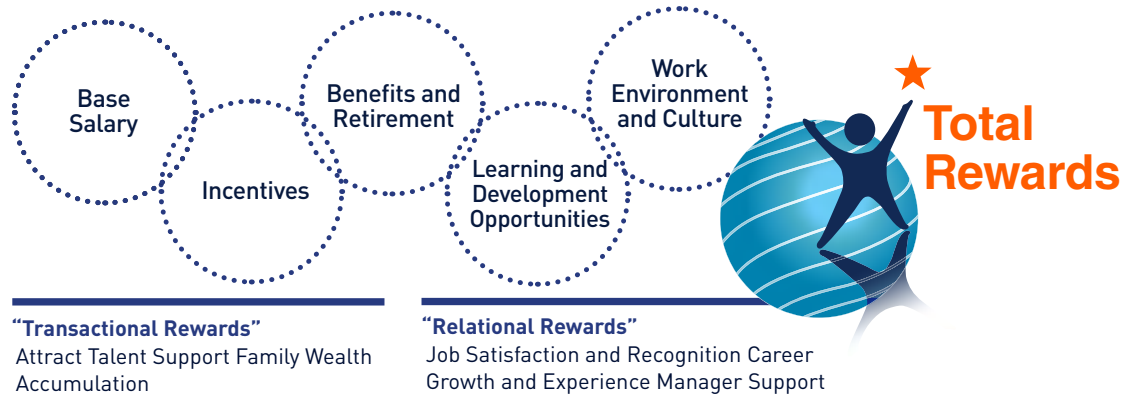 Base
Salary
Incentives
Benefits and
Retirement
Learning and
Development
Opportunities
Work
Environment
and Culture
Total
Rewards
“Transactional Rewards”
Attract Talent Support Family Wealth
Accumulation
“Relational Rewards”
Job Satisfaction and Recognition Career
Growth and Experience Manager Support